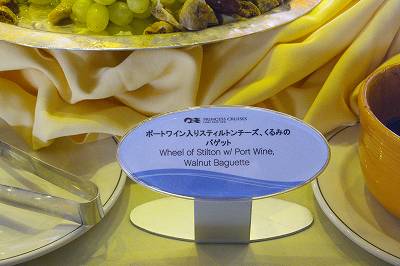 PRINCESS CRUISES
ポートワイン入りスティルトンチーズ、くるみの
バゲット
Wheel of Stilton w/ Port Wine,
Walnut Baguette